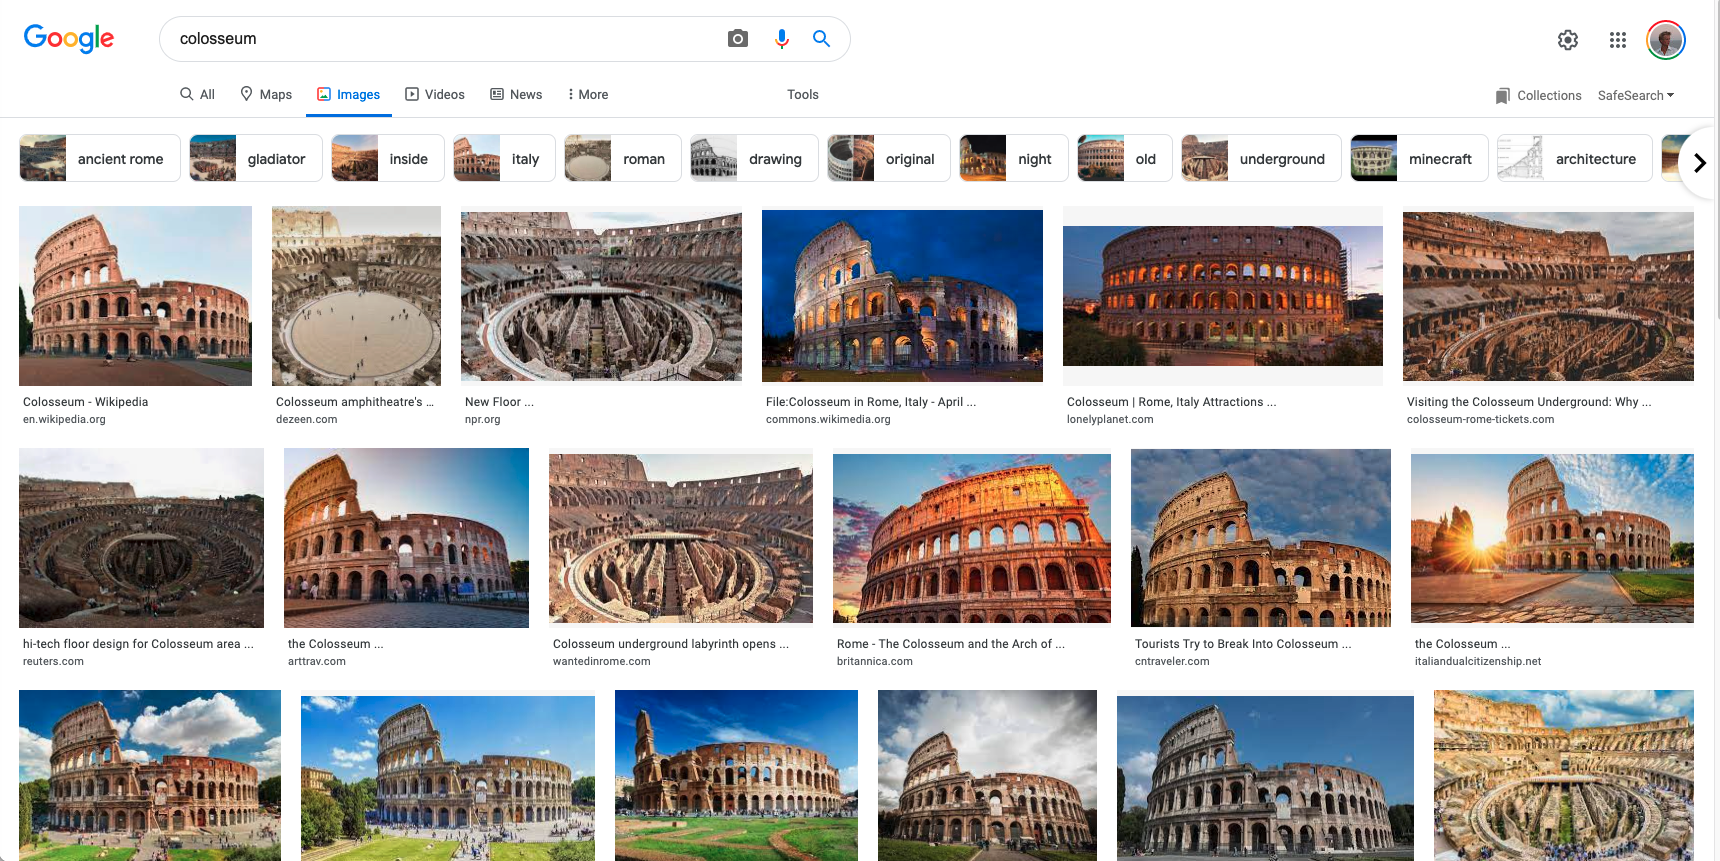 Google
colosseum
All
Maps
Images
Videos
News
More
Tools
Collections
SafeSearch
ancient rome
gladiator
inside
italy
roman
drawing
original
night
old
underground
minecraft
architecture
Colosseum - Wikipedia
en.wikipedia.org
Colosseum amphitheatre's ...
dezeen.com
New Floor ...
npr.org
File:Colosseum in Rome, Italy - April ...
commons.wikimedia.org
Colosseum | Rome, Italy Attractions ...
lonelyplanet.com
Visiting the Colosseum Underground: Why ...
colosseum-rome-tickets.com
hi-tech floor design for Colosseum area ...
reuters.com
the Colosseum ...
arttrav.com
Colosseum underground labyrinth opens ...
wantedinrome.com
Rome - The Colosseum and the Arch of ...
britannica.com
Tourists Try to Break Into Colosseum ...
cntraveler.com
the Colosseum ...
italiandualcitizenship.net